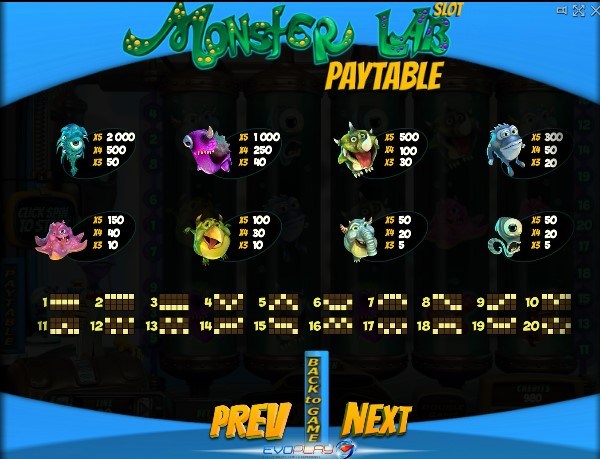 MONSTER LAB SLOT
PAYTABLE
X5 2 000
X4 500
X3 50
X5 1 000
X4 250
X3 40
X5 500
X4 100
X3 30
X5 300
X4 50
X3 20
X5 150
X4 40
X3 10
X5 100
X4 30
X3 10
X5 50
X4 20
X3 5
X5 50
X4 20
X3 5
1 2 3 4 5 6 7 8 9 10
11 12 13 14 15 16 17 18 19 20
PREV
BACK to GAME
NEXT
EVOPLAY
PAYTABLE